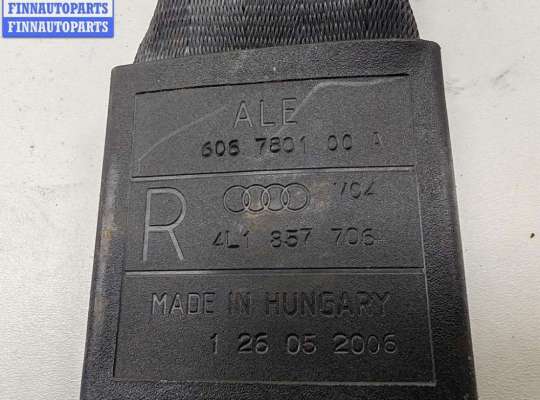 FINNAUTOPARTS
FINNAUTOPARTS
ALE
606 7801 00 A
704
R
4L1 857 706
MADE IN HUNGARY
1 26 05 2006